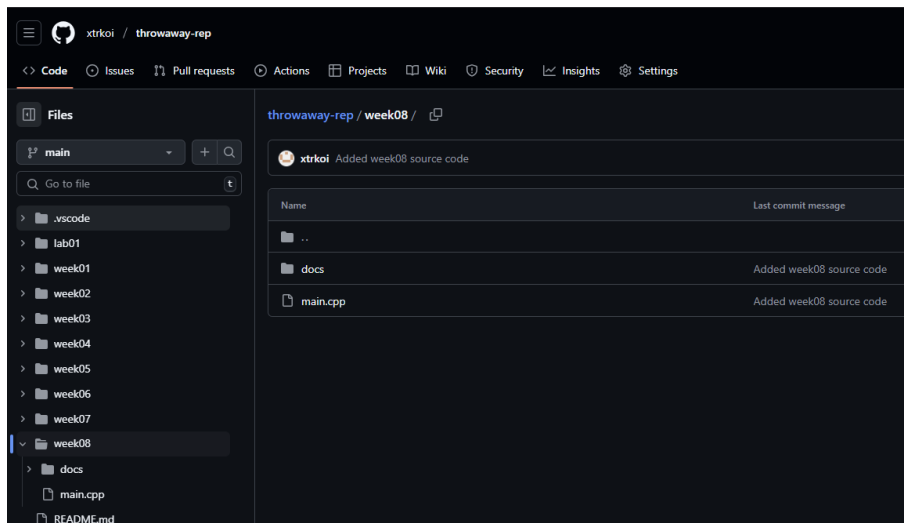 xtrkoi / throwaway-rep
<> Code Issues Pull requests Actions Projects Wiki Security Insights Settings
Files
main
Go to file t
.vscode
lab01
week01
week02
week03
week04
week05
week06
week07
week08
docs
main.cpp
README.md
throwaway-rep / week08 /
xtrkoi Added week08 source code
Name Last commit message
..
docs Added week08 source code
main.cpp Added week08 source code